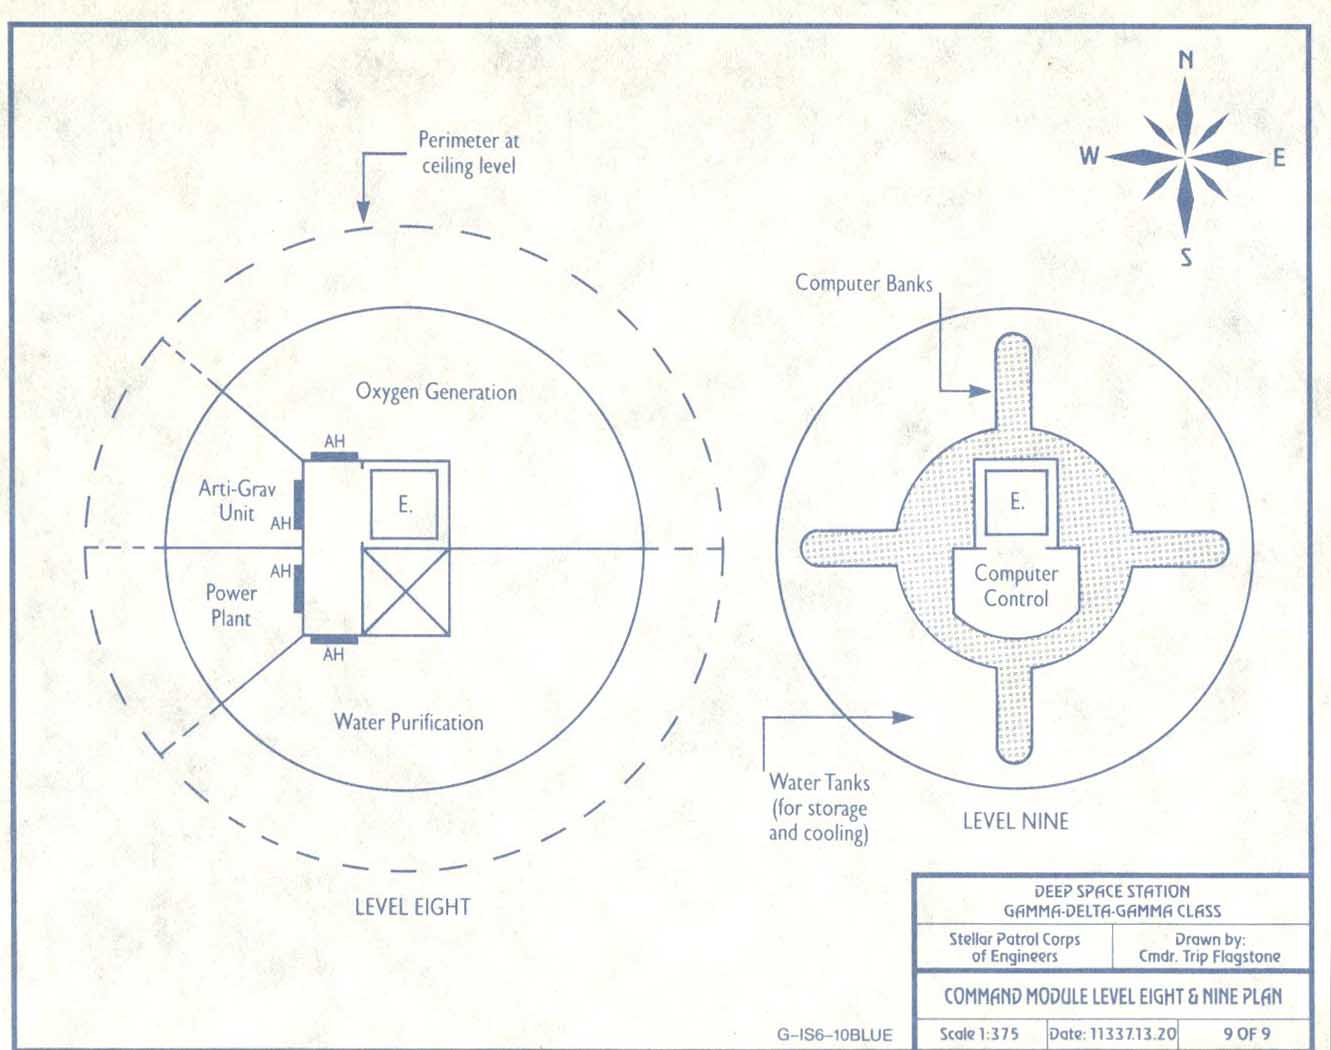 N
W E
S
Perimeter at
ceiling level
Computer Banks
Oxygen Generation
AH
Arti-Grav
Unit
AH
E.
E.
AH
Power
Plant
Computer
Control
AH
Water Purification
Water Tanks
(for storage
and cooling)
LEVEL NINE
LEVEL EIGHT
DEEP SPACE STATION
GAMMA-DELTA-GAMMA CLASS
Stellar Patrol Corps
of Engineers
Drawn by:
Cmdr. Trip Flagstone
COMMAND MODULE LEVEL EIGHT & NINE PLAN
G-IS6-10BLUE
Scale 1:375
Date: 11337.13.20
9 OF 9